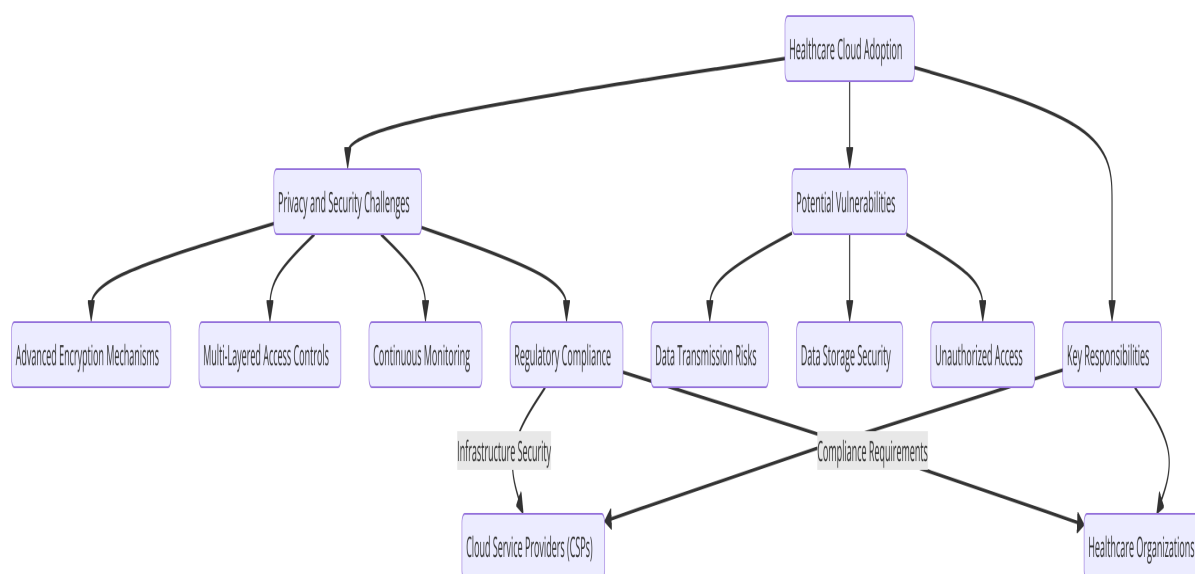 Healthcare Cloud Adoption
Privacy and Security Challenges
Potential Vulnerabilities
Advanced Encryption Mechanisms
Multi-Layered Access Controls
Continuous Monitoring
Regulatory Compliance
Data Transmission Risks
Data Storage Security
Unauthorized Access
Key Responsibilities
Infrastructure Security
Compliance Requirements
Cloud Service Providers (CSPs)
Healthcare Organizations